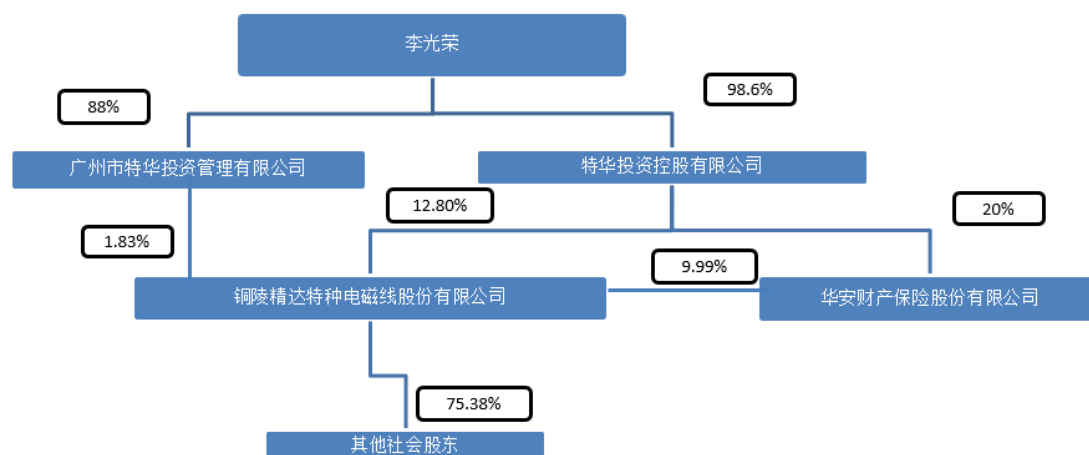 李光荣
88%
98.6%
广州市特华投资管理有限公司
特华投资控股有限公司
12.80%
20%
1.83%
9.99%
铜陵精达特种电磁线股份有限公司
华安财产保险股份有限公司
75.38%
其他社会股东